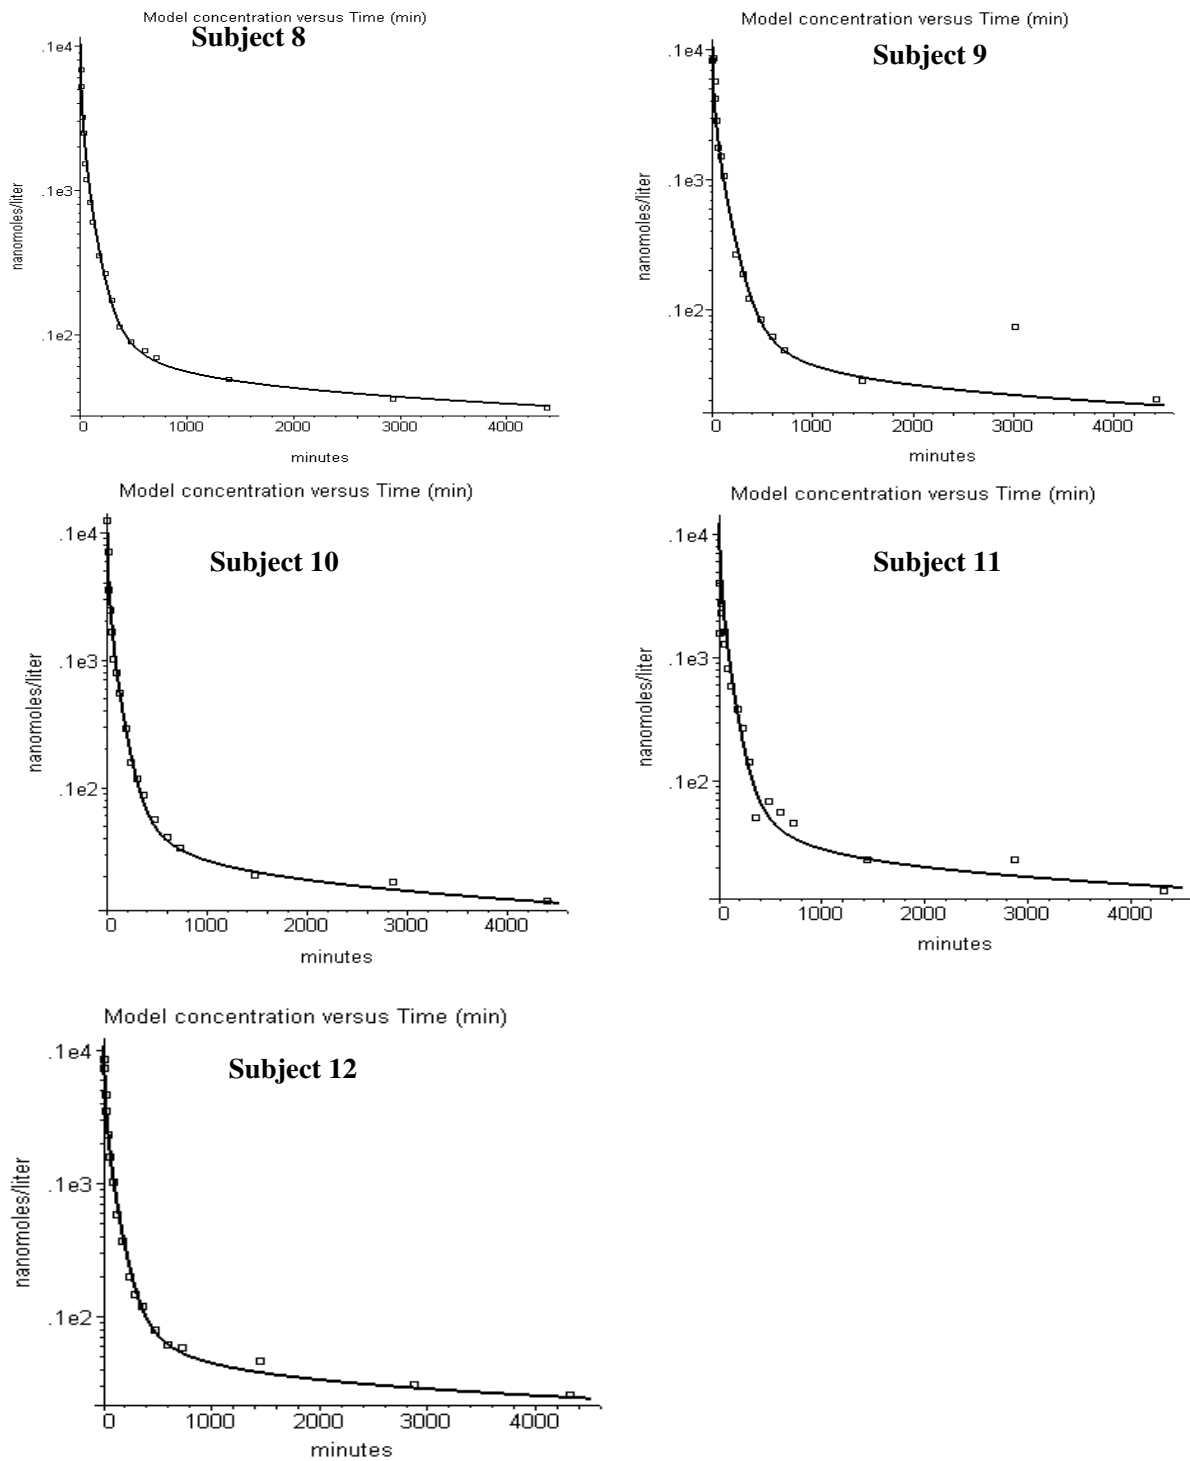 Model concentration versus Time (min)
Subject 8
.1e4
.1e3
.1e2
nanomoles/liter
0 1000 2000 3000 4000
minutes
Model concentration versus Time (min)
Subject 9
.1e4
.1e3
.1e2
nanomoles/liter
0 1000 2000 3000 4000
minutes
Model concentration versus Time (min)
Subject 10
.1e4
.1e3
.1e2
nanomoles/liter
0 1000 2000 3000 4000
minutes
Model concentration versus Time (min)
Subject 11
.1e4
.1e3
.1e2
nanomoles/liter
0 1000 2000 3000 4000
minutes
Model concentration versus Time (min)
Subject 12
.1e4
.1e3
.1e2
nanomoles/liter
0 1000 2000 3000 4000
minutes